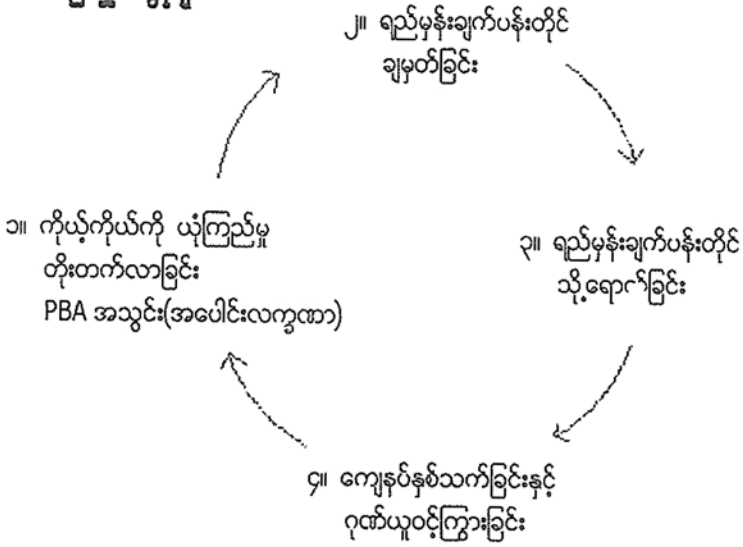 ၂။ ရည်မှန်းချက်ပန်းတိုင်
ချမှတ်ခြင်း
၁။ ကိုယ့်ကိုယ်ကို ယုံကြည်မှု
တိုးတက်လာခြင်း
PBA အသွင်း(အပေါင်းလက္ခဏာ)
၃။ ရည်မှန်းချက်ပန်းတိုင်
သို့ရောက်ခြင်း
၄။ ကျေနပ်နှစ်သက်ခြင်းနှင့်
ဂုဏ်ယူဝင့်ကြွားခြင်း